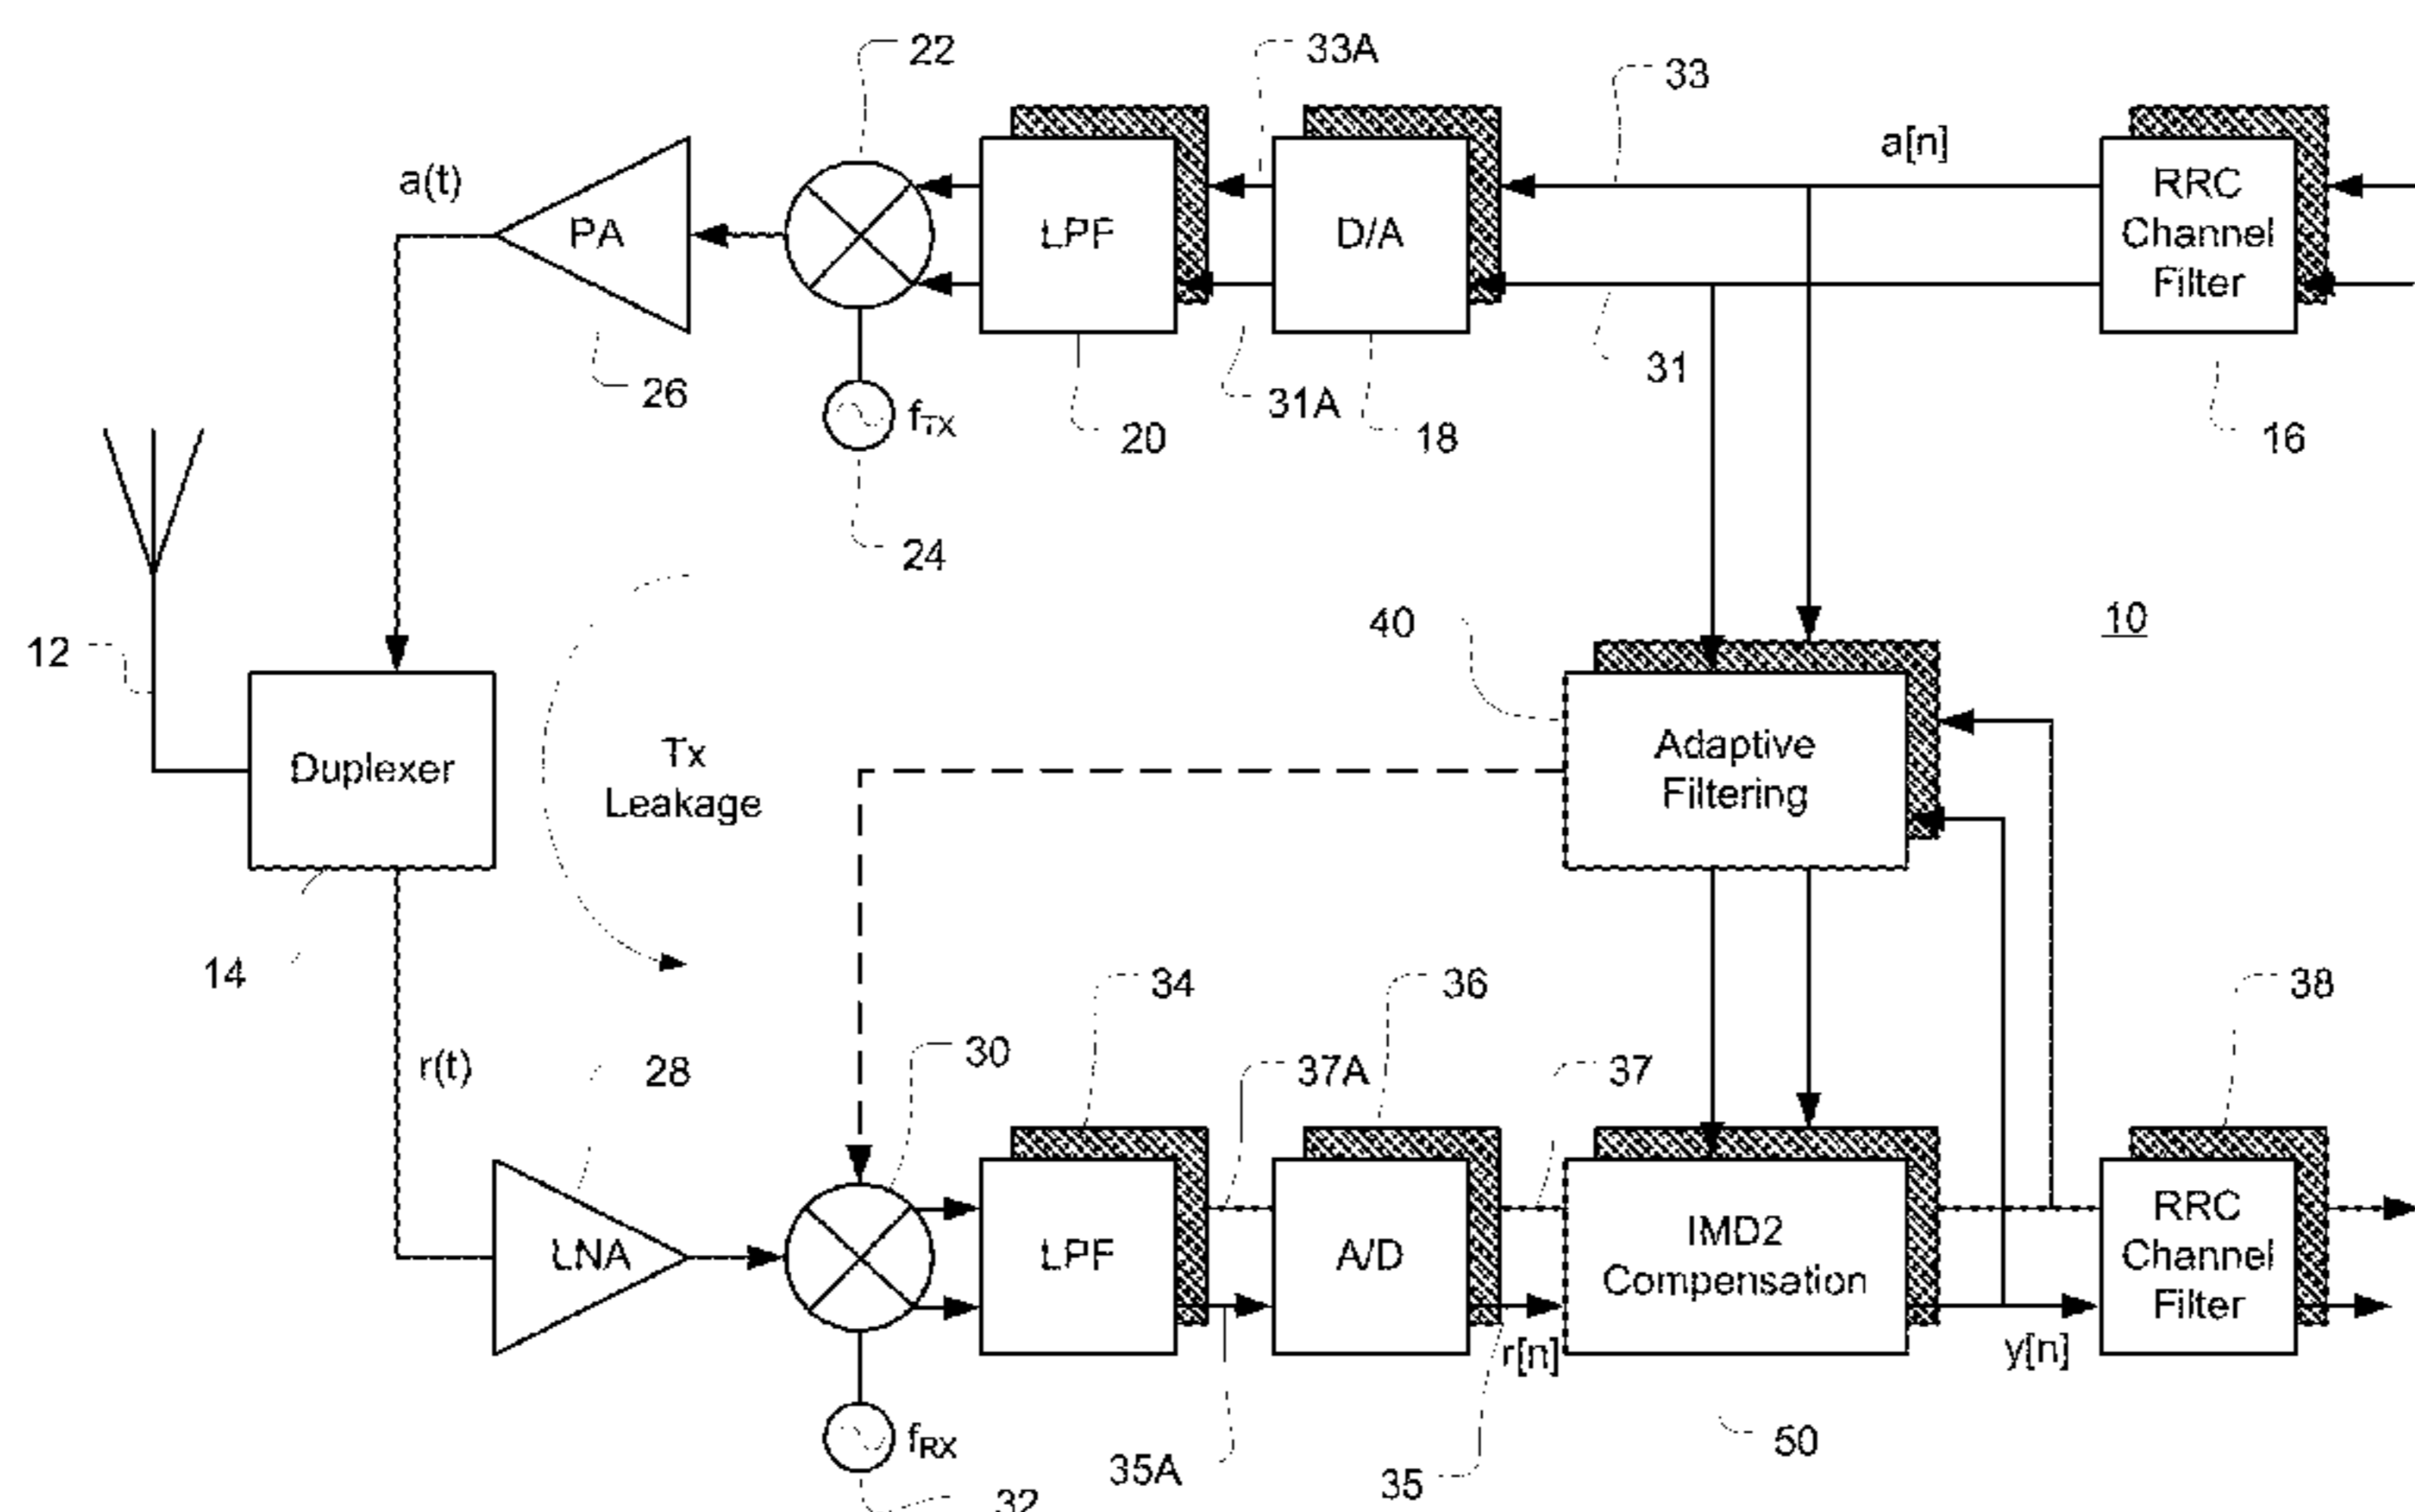 22
33A
33
a(t)
PA
LPF
D/A
a[n]
RRC
Channel
Filter
26
fTX
20
31A
18
31
16
24
12
40
10
Duplexer
Tx
Leakage
Adaptive
Filtering
14
r(t)
28
30
34
37A
36
37
38
LNA
LPF
A/D
IMD2
Compensation
RRC
Channel
Filter
r[n]
y[n]
fRX
35A
35
50
32